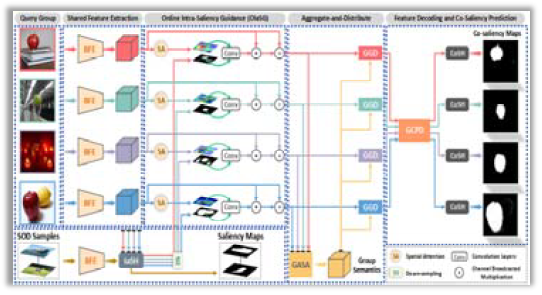 Query Group
Shared Feature Extraction
Online Intra-Saliency Guidance (OIaSG)
Aggregate-and-Distribute
Feature Decoding and Co-Saliency Prediction
Co-saliency Maps
BFE
SA
Conv
GGD
CoSH
BFE
SA
Conv
GGD
CoSH
GCPD
BFE
SA
Conv
GGD
CoSH
BFE
SA
Conv
GGD
CoSH
SOD Samples
Saliency Maps
BFE
IaSH
DS
GASA
Group
Semantics
SA
Spatial Attention
Conv
Convolution Layers
DS
Down-sampling
Channel Broadcasted
Multiplication